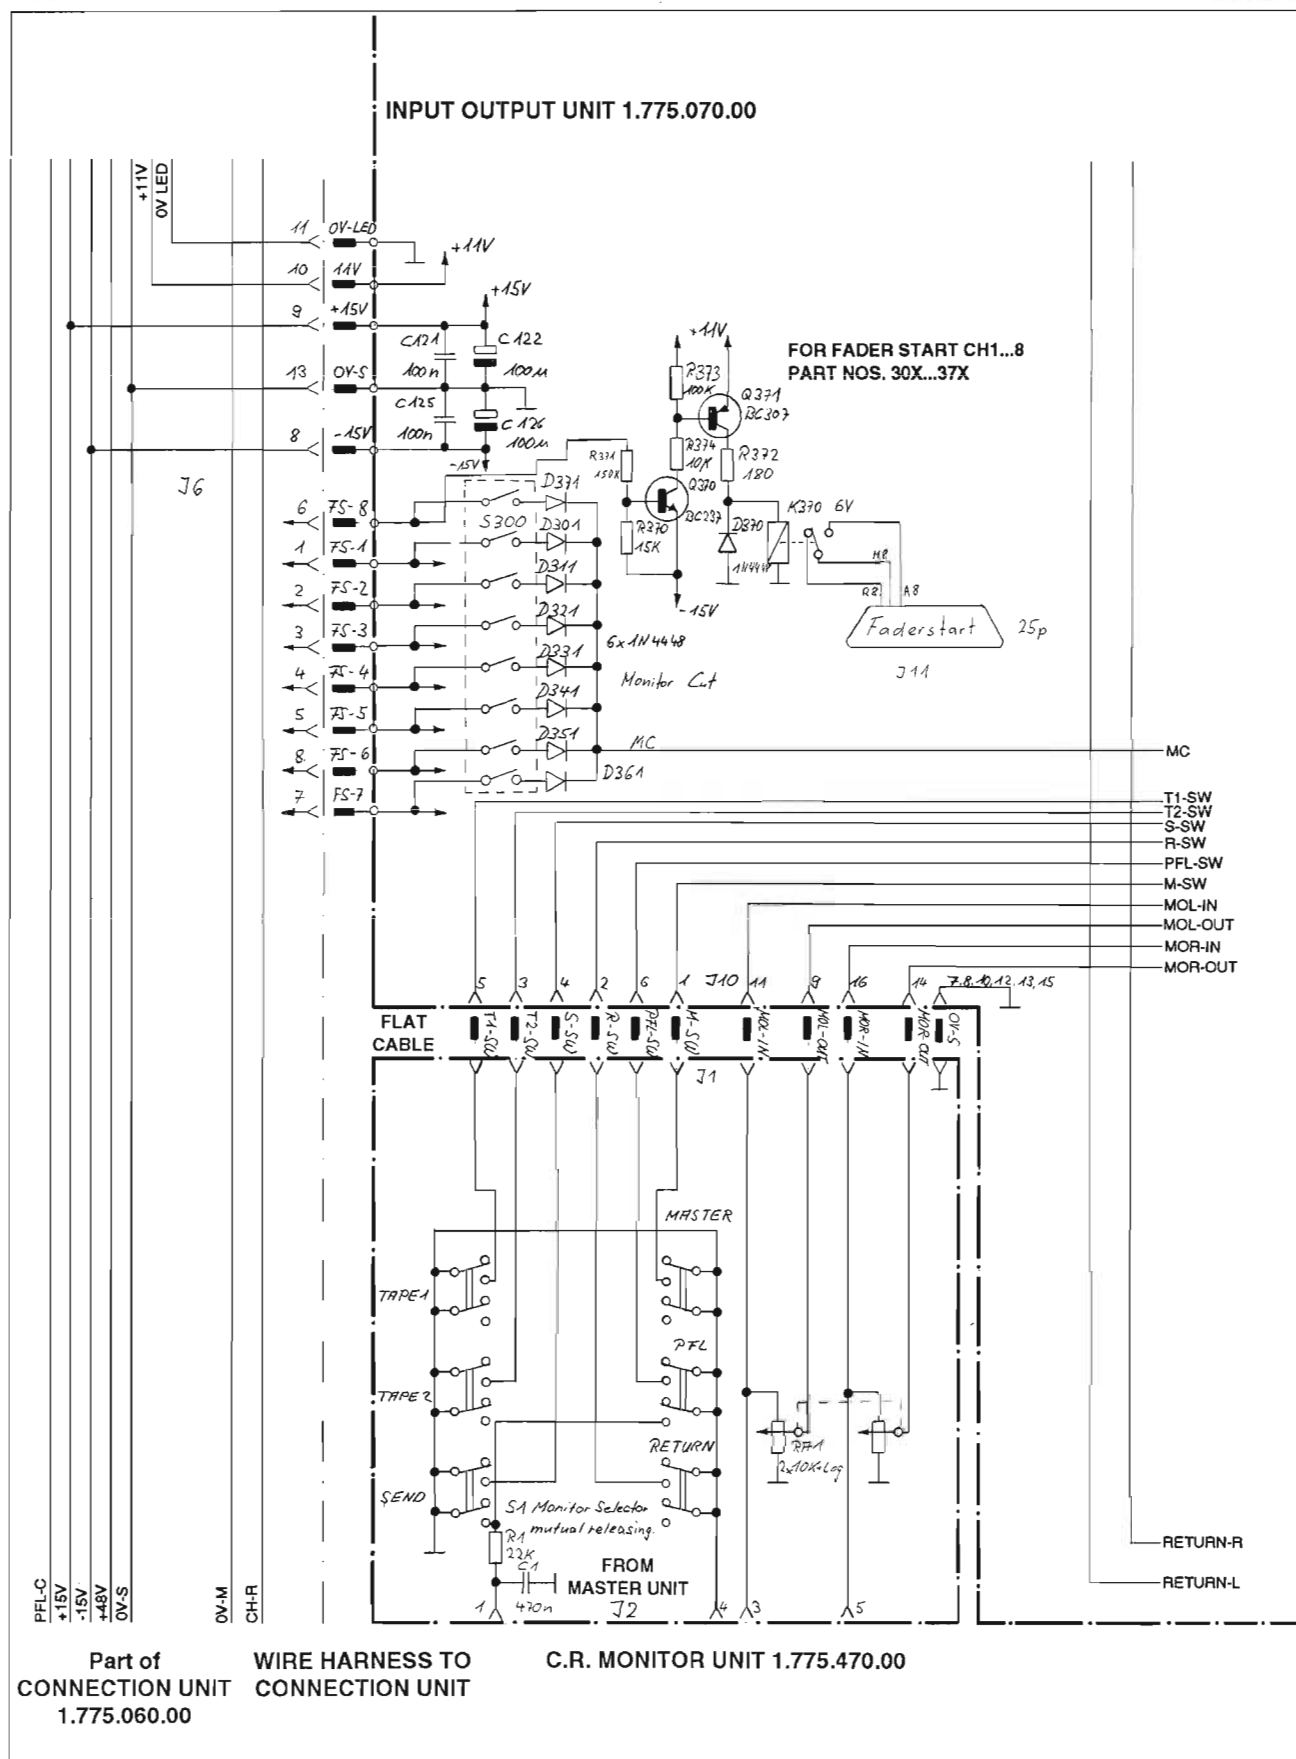 INPUT OUTPUT UNIT 1.775.070.00
+11V
0V LED
11 0V-LED
+11V
10 11V
+15V
9 +15V
C121
100n
C122
100µ
13 0V-S
C125
100n
C126
100µ
8 -15V
-15V
J6
+11V
R373
100K
FOR FADER START CH1...8
PART NOS. 30X...37X
Q371
BC307
R374
10K
R372
180
R371
150K
Q370
BC237
R370
15K
D370
1N4448
K370 6V
-15V
R8 A8
Faderstart 25p
J11
6 FS-8
1 FS-1
2 FS-2
3 FS-3
4 FS-4
5 FS-5
8 FS-6
7 FS-7
S300
D371
D301
D311
D321
D331
D341
D351
D361
6x1N4448
Monitor Cut
MC
MC
T1-SW
T2-SW
S-SW
R-SW
PFL-SW
M-SW
MOL-IN
MOL-OUT
MOR-IN
MOR-OUT
5 3 4 2 6 1 J10 11 9 16 14 7.8.10,12.13,15
FLAT
CABLE
T1-SW
T2-SW
S-SW
R-SW
PFL-SW
M-SW
MOL-IN
MOL-OUT
MOR-IN
MOR-OUT
0V-S
J1
MASTER
TAPE1
PFL
TAPE2
RETURN
SEND
RA1
2x10K+Log
S1 Monitor Selector
mutual releasing.
R1
22K
C1
470n
FROM
MASTER UNIT
1 J2 4 3 5
RETURN-R
RETURN-L
PFL-C
+15V
-15V
+48V
0V-S
0V-M
CH-R
Part of
CONNECTION UNIT
1.775.060.00
WIRE HARNESS TO
CONNECTION UNIT
C.R. MONITOR UNIT 1.775.470.00